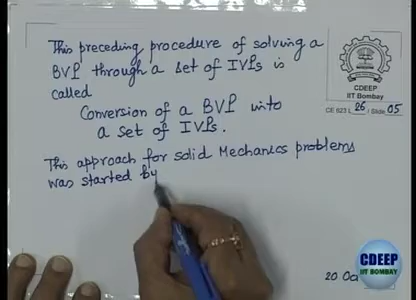 This preceding procedure of solving a
BVP through a set of IVPs is
called
Conversion of a BVP into
a set of IVPs.
This approach for solid Mechanics problems
was started by
CDEEP
IIT Bombay
CE 623 L 26 Slide 05
CDEEP
IIT BOMBAY
20 Oct